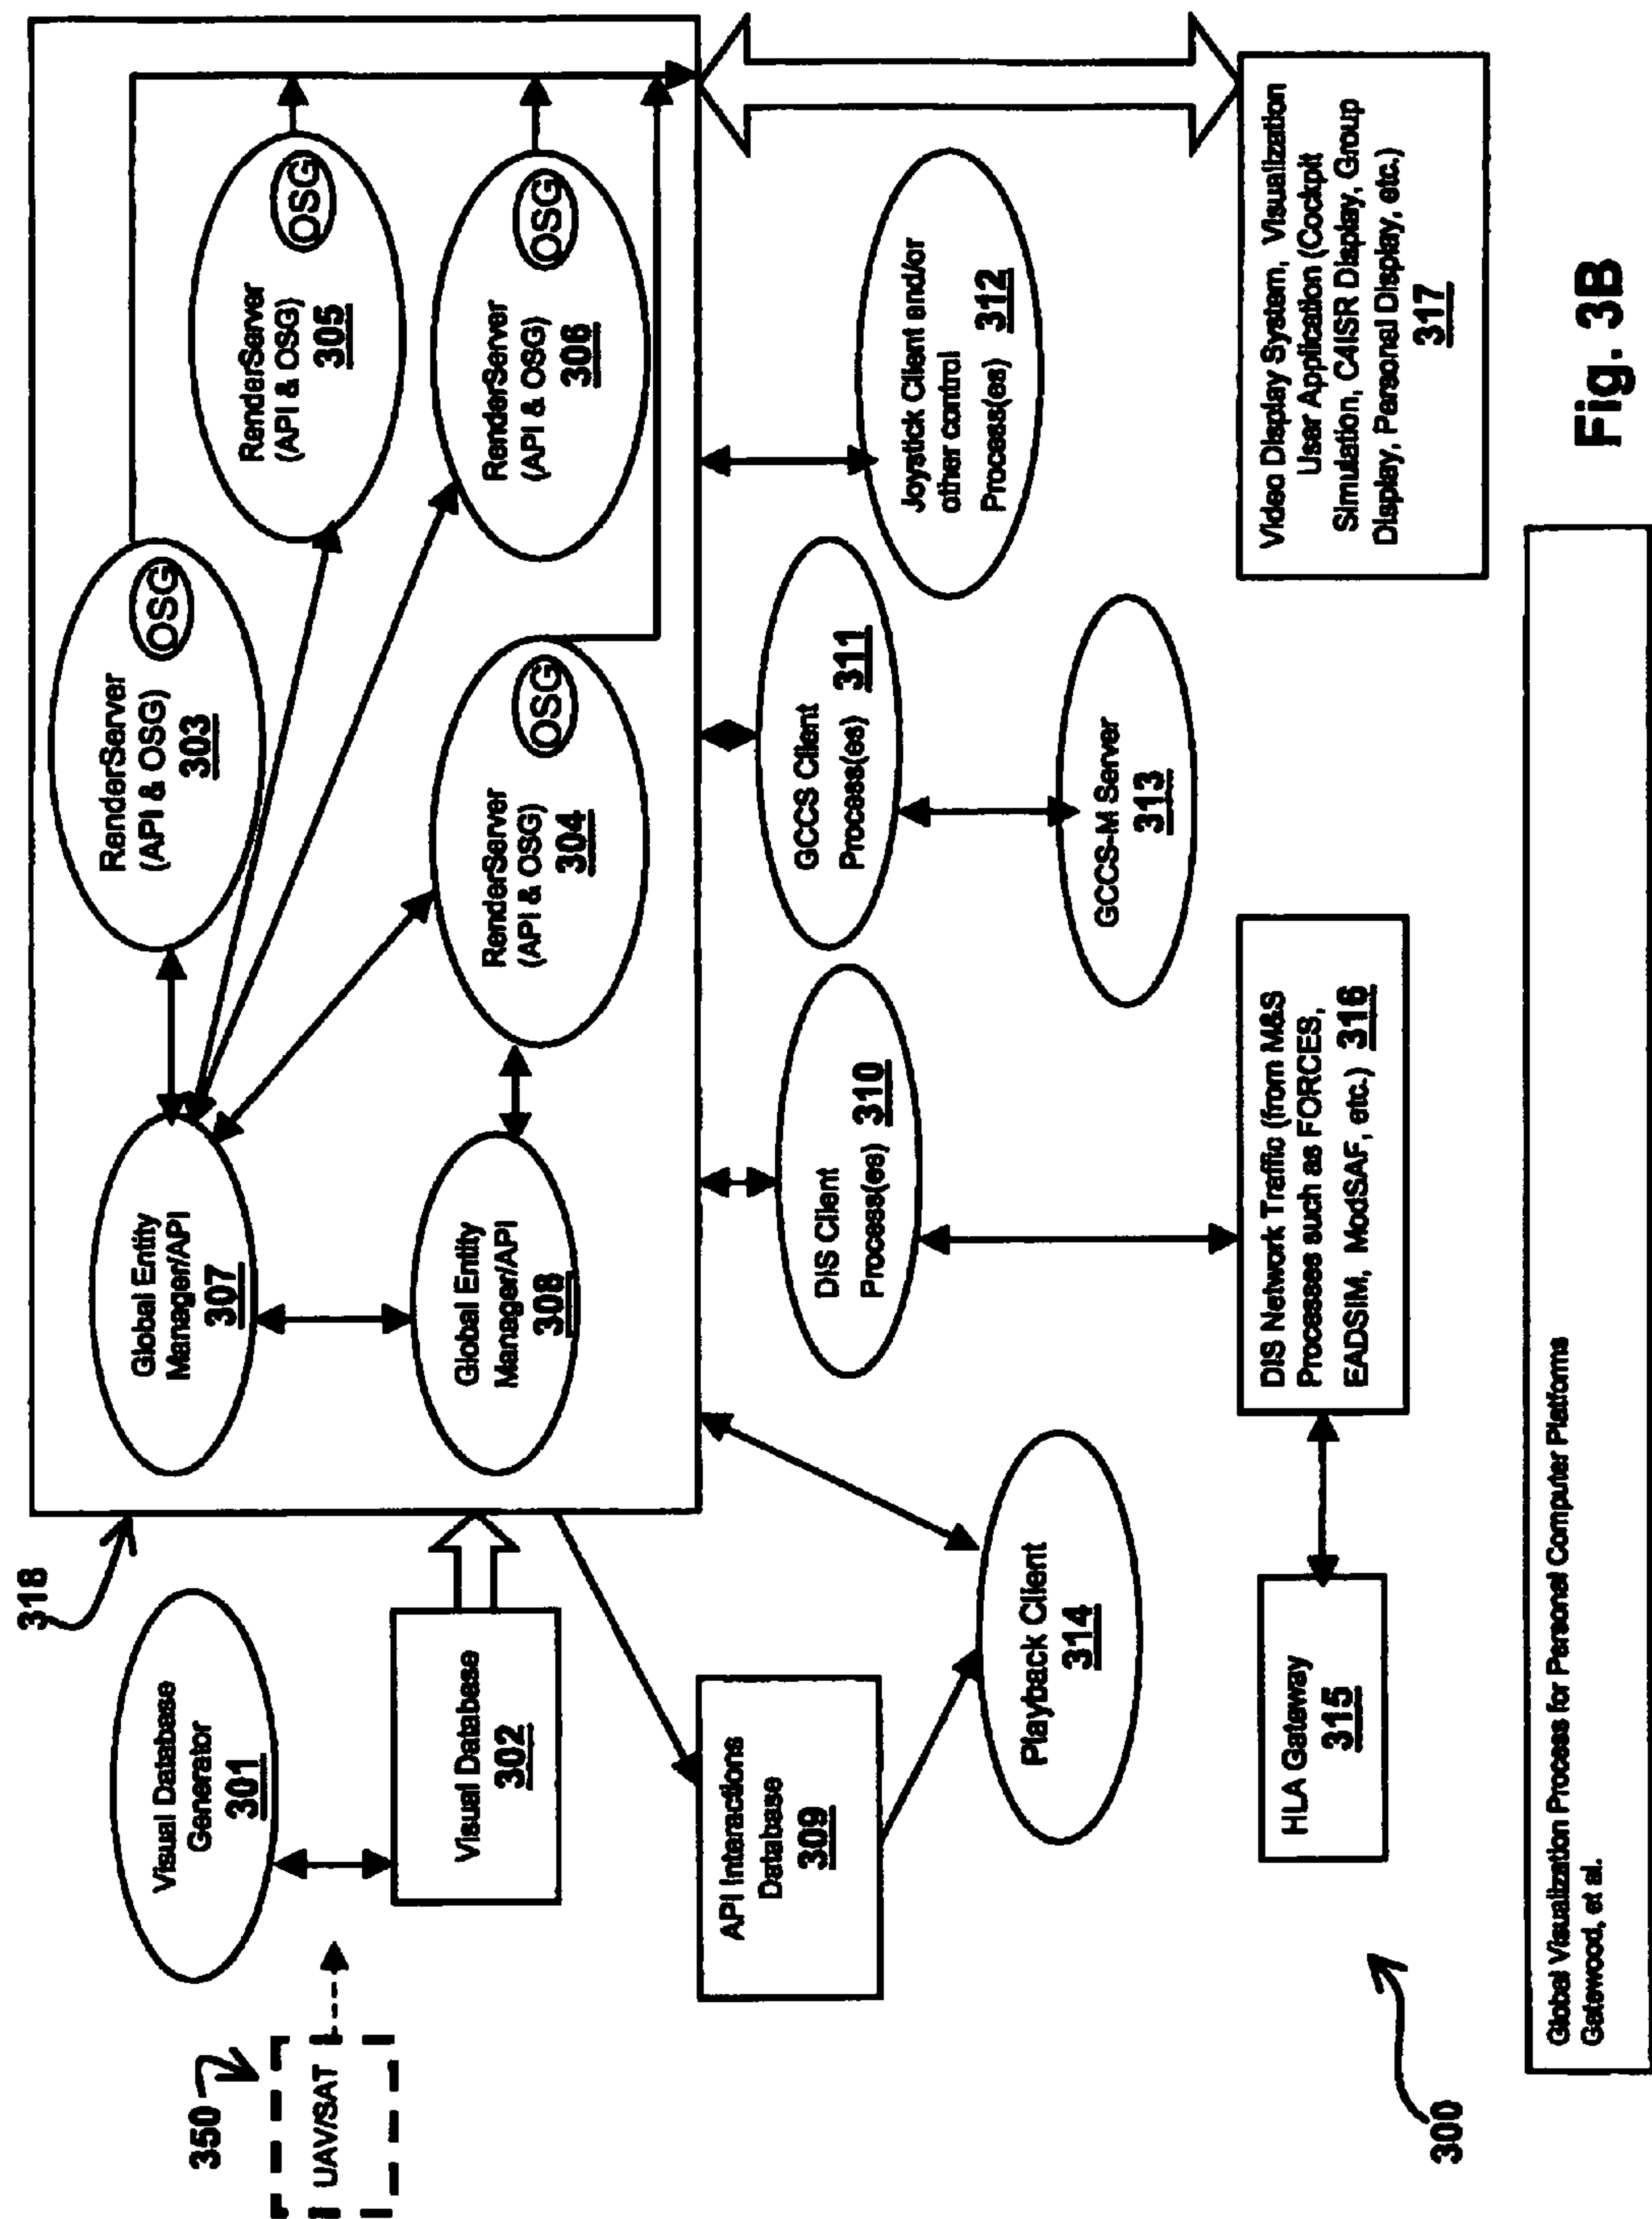 318
350
UAV/SAT
Visual Database
Generator
301
Visual Database
302
API Interactions
Database
309
Playback Client
314
HLA Gateway
315
300
Global Entity
Manager/API
307
Global Entity
Manager/API
308
RenderServer
(API & OSG)
303
OSG
RenderServer
(API & OSG)
304
OSG
RenderServer
(API & OSG)
305
OSG
RenderServer
(API & OSG)
306
OSG
DIS Client
Process(es) 310
GCCS Client
Process(es) 311
Joystick Client and/or
other control
Process(es) 312
GCCS-M Server
313
DIS Network Traffic (from M&S
Processes such as FORCES,
EADSIM, ModSAF, etc.) 316
Video Display System, Visualization
User Application (Cockpit
Simulation, C4ISR Display, Group
Display, Personal Display, etc.)
317
Global Visualization Process for Personal Computer Platforms
Gatewood, et al.
Fig. 3B